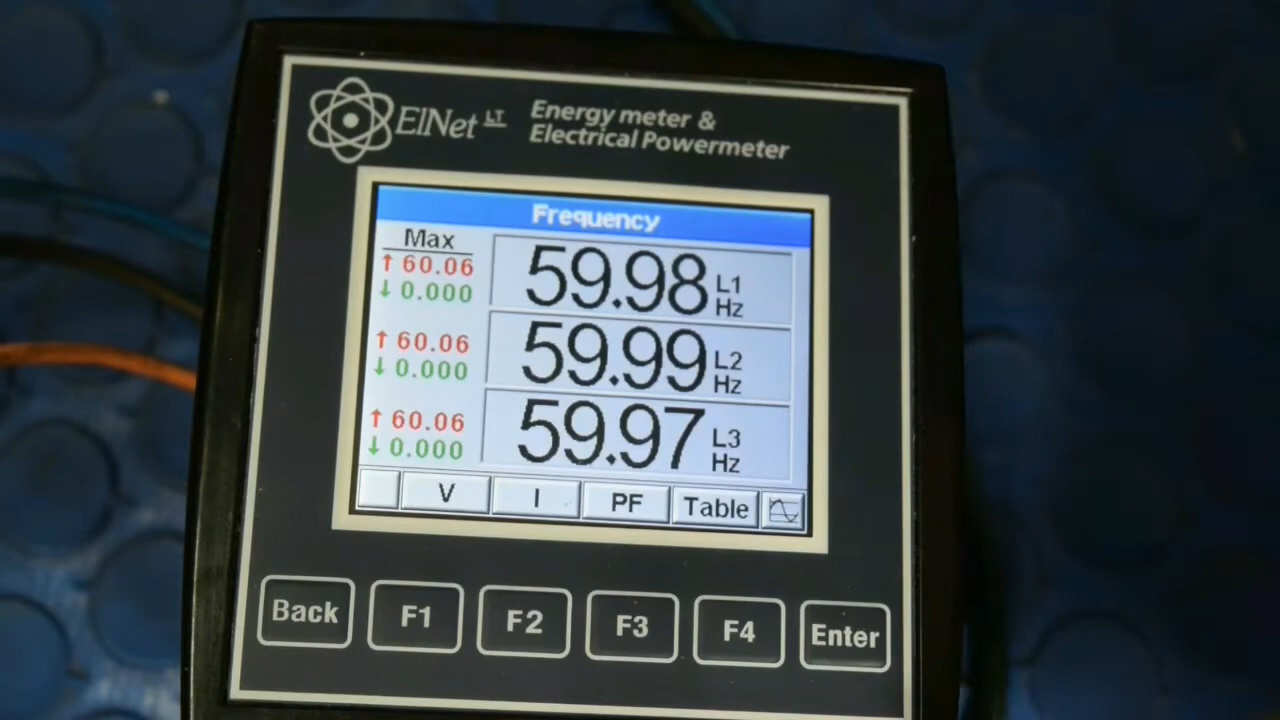 ElNet LT
Energy meter &
Electrical Powermeter
Frequency
Max
↑ 60.06
↓ 0.000
59.98 L1 Hz
↑ 60.06
↓ 0.000
59.99 L2 Hz
↑ 60.06
↓ 0.000
59.97 L3 Hz
V I PF Table
Back F1 F2 F3 F4 Enter